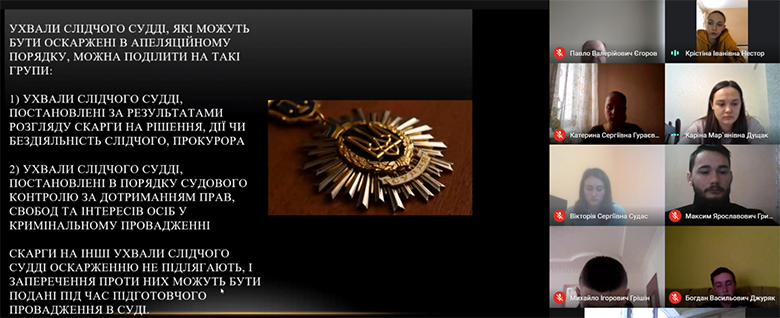 УХВАЛИ СЛІДЧОГО СУДДІ, ЯКІ МОЖУТЬ
БУТИ ОСКАРЖЕНІ В АПЕЛЯЦІЙНОМУ
ПОРЯДКУ, МОЖНА ПОДІЛИТИ НА ТАКІ
ГРУПИ:
1) УХВАЛИ СЛІДЧОГО СУДДІ,
ПОСТАНОВЛЕНІ ЗА РЕЗУЛЬТАТАМИ
РОЗГЛЯДУ СКАРГИ НА РІШЕННЯ, ДІЇ ЧИ
БЕЗДІЯЛЬНІСТЬ СЛІДЧОГО, ПРОКУРОРА
2) УХВАЛИ СЛІДЧОГО СУДДІ,
ПОСТАНОВЛЕНІ В ПОРЯДКУ СУДОВОГО
КОНТРОЛЮ ЗА ДОТРИМАННЯМ ПРАВ,
СВОБОД ТА ІНТЕРЕСІВ ОСІБ У
КРИМІНАЛЬНОМУ ПРОВАДЖЕННІ
СКАРГИ НА ІНШІ УХВАЛИ СЛІДЧОГО
СУДДІ ОСКАРЖЕННЮ НЕ ПІДЛЯГАЮТЬ, І
ЗАПЕРЕЧЕННЯ ПРОТИ НИХ МОЖУТЬ БУТИ
ПОДАНІ ПІД ЧАС ПІДГОТОВЧОГО
ПРОВАДЖЕННЯ В СУДІ.
Павло Валерійович Єгоров
Крістіна Іванівна Нестор
Катерина Сергіївна Гураєв...
Каріна Мар'янівна Дущак
Вікторія Сергіївна Судас
Максим Ярославович Гри...
Михайло Ігорович Грішін
Богдан Васильович Джуряк